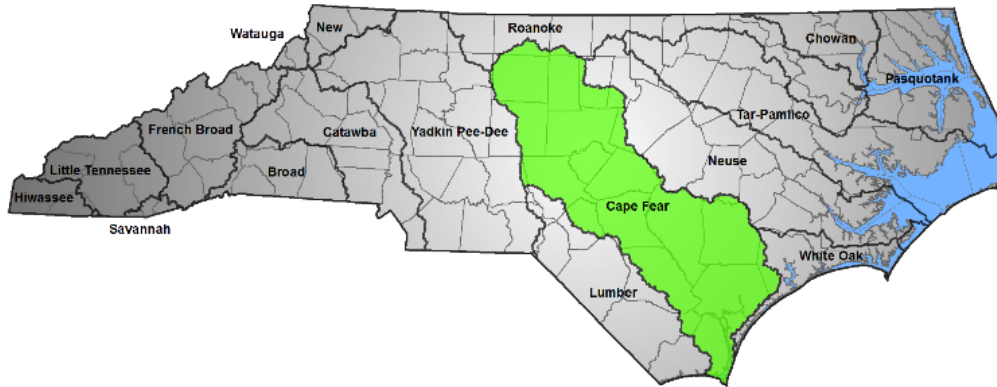 Watauga
New
Roanoke
Chowan
Pasquotank
French Broad
Catawba
Yadkin Pee-Dee
Tar-Pamlico
Little Tennessee
Broad
Neuse
Hiwassee
Savannah
Cape Fear
White Oak
Lumber